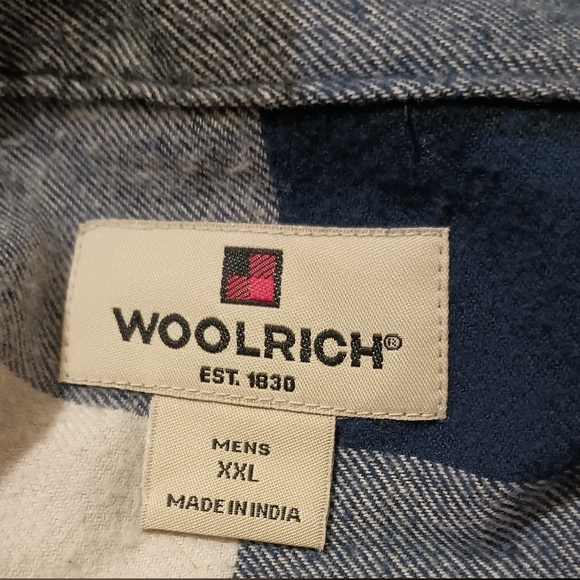 WOOLRICH®
EST. 1830
MENS
XXL
MADE IN INDIA